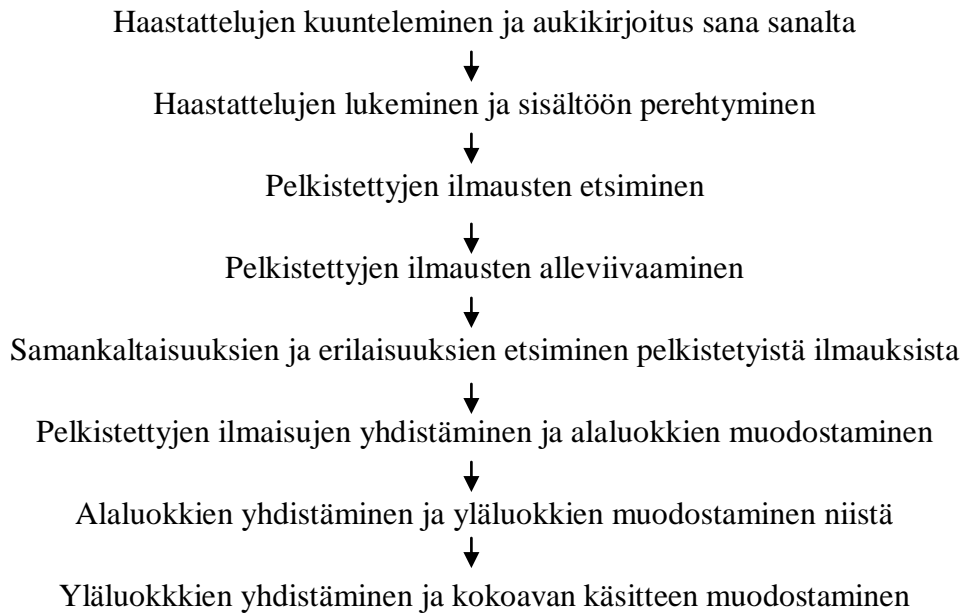 Haastattelujen kuunteleminen ja aukikirjoitus sana sanalta
Haastattelujen lukeminen ja sisältöön perehtyminen
Pelkistettyjen ilmausten etsiminen
Pelkistettyjen ilmausten alleviivaaminen
Samankaltaisuuksien ja erilaisuuksien etsiminen pelkistetyistä ilmauksista
Pelkistettyjen ilmaisujen yhdistäminen ja alaluokkien muodostaminen
Alaluokkien yhdistäminen ja yläluokkien muodostaminen niistä
Yläluokkkien yhdistäminen ja kokoavan käsitteen muodostaminen